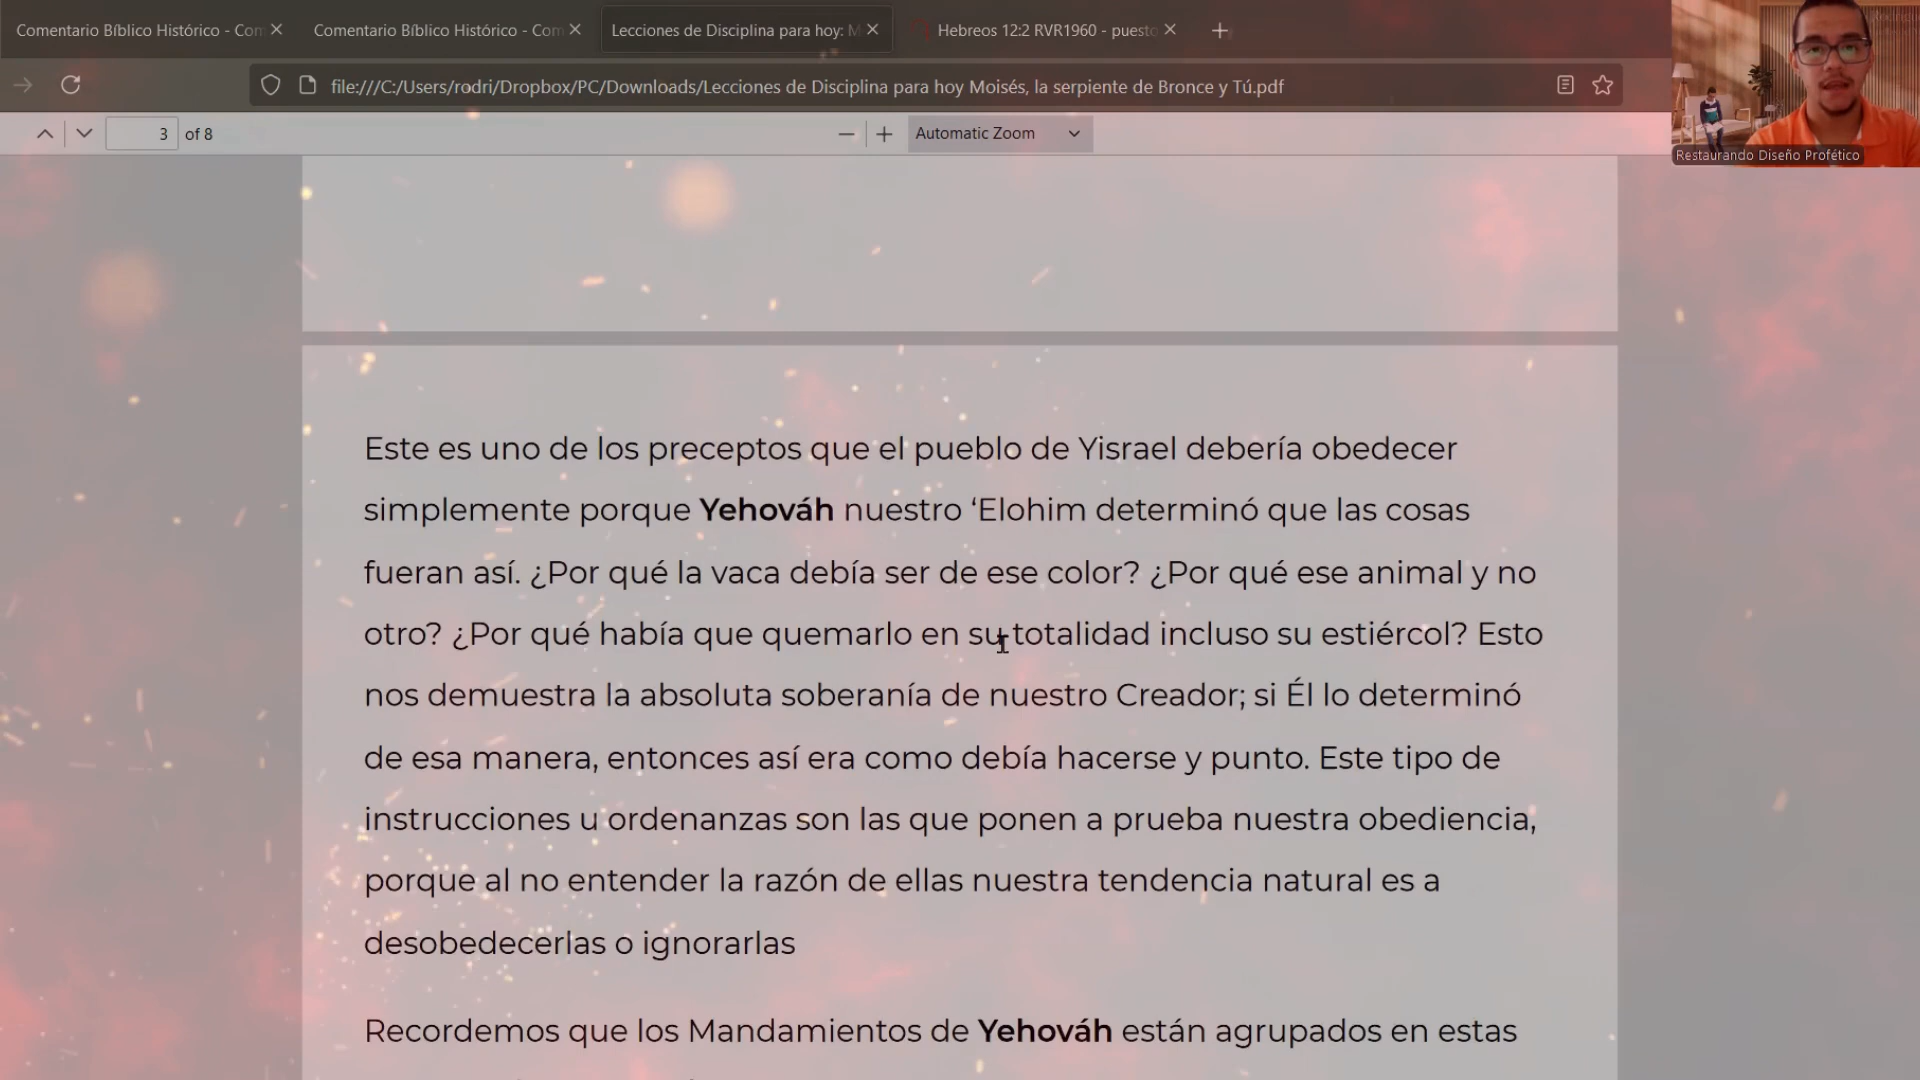 Comentario Bíblico Histórico - Com
Comentario Bíblico Histórico - Com
Lecciones de Disciplina para hoy: M
Hebreos 12:2 RVR1960 - puesto
file:///C:/Users/rodri/Dropbox/PC/Downloads/Lecciones de Disciplina para hoy Moisés, la serpiente de Bronce y Tú.pdf
3 of 8
Automatic Zoom
Restaurando Diseño Profético
Este es uno de los preceptos que el pueblo de Yisrael debería obedecer
simplemente porque Yehováh nuestro ‘Elohim determinó que las cosas
fueran así. ¿Por qué la vaca debía ser de ese color? ¿Por qué ese animal y no
otro? ¿Por qué había que quemarlo en su totalidad incluso su estiércol? Esto
nos demuestra la absoluta soberanía de nuestro Creador; si Él lo determinó
de esa manera, entonces así era como debía hacerse y punto. Este tipo de
instrucciones u ordenanzas son las que ponen a prueba nuestra obediencia,
porque al no entender la razón de ellas nuestra tendencia natural es a
desobedecerlas o ignorarlas
Recordemos que los Mandamientos de Yehováh están agrupados en estas